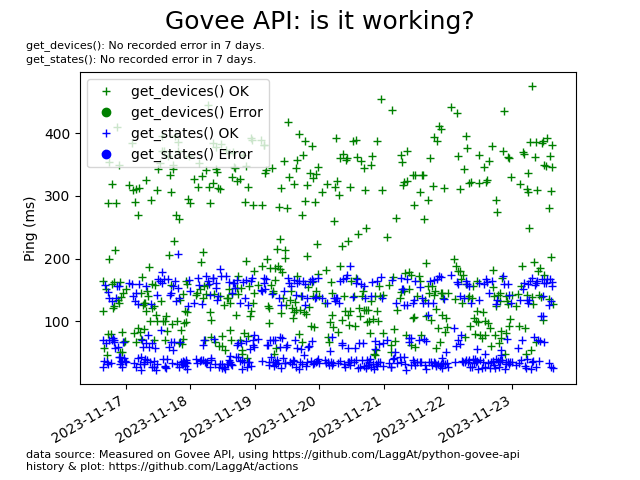 Govee API: is it working?
get_devices(): No recorded error in 7 days.
get_states(): No recorded error in 7 days.
get_devices() OK
get_devices() Error
get_states() OK
get_states() Error
Ping (ms)
400
300
200
100
2023-11-17
2023-11-18
2023-11-19
2023-11-20
2023-11-21
2023-11-22
2023-11-23
data source: Measured on Govee API, using https://github.com/LaggAt/python-govee-api
history & plot: https://github.com/LaggAt/actions